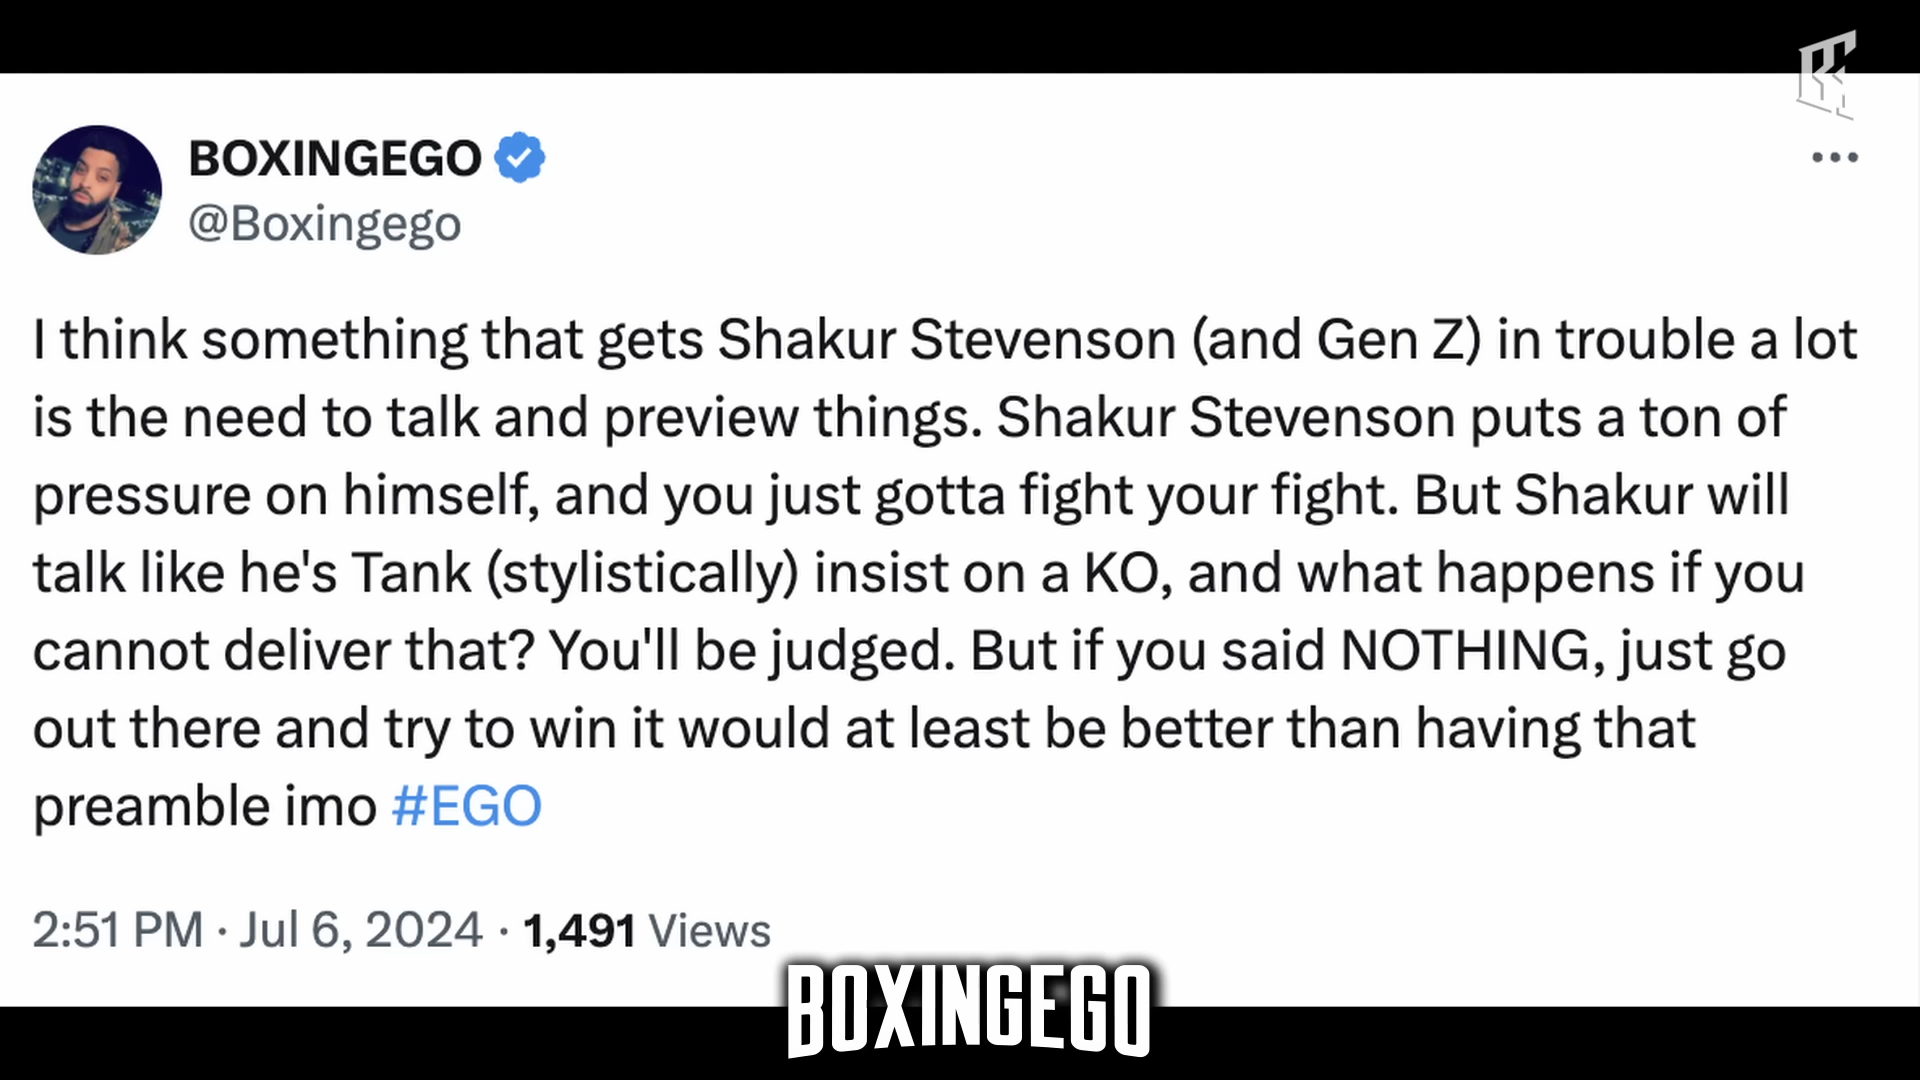 BOXINGEGO
@Boxingego
I think something that gets Shakur Stevenson (and Gen Z) in trouble a lot
is the need to talk and preview things. Shakur Stevenson puts a ton of
pressure on himself, and you just gotta fight your fight. But Shakur will
talk like he's Tank (stylistically) insist on a KO, and what happens if you
cannot deliver that? You'll be judged. But if you said NOTHING, just go
out there and try to win it would at least be better than having that
preamble imo #EGO
2:51 PM · Jul 6, 2024 · 1,491 Views
BOXINGEGO